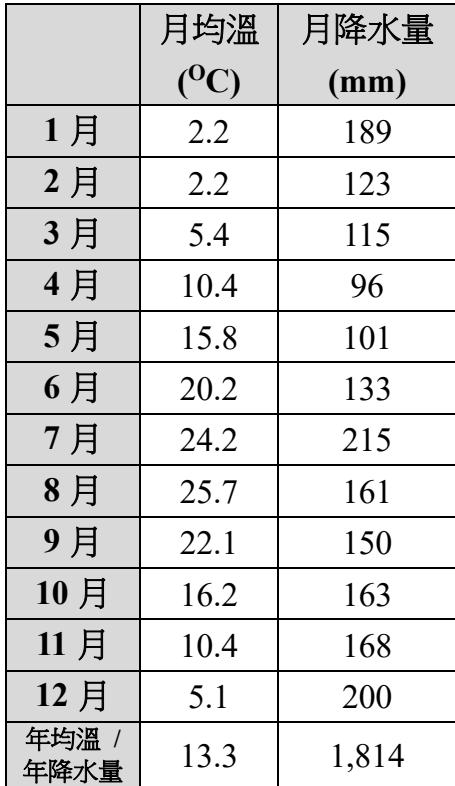 月均溫 月降水量
(ᴼC) (mm)
1 月 2.2 189
2 月 2.2 123
3 月 5.4 115
4 月 10.4 96
5 月 15.8 101
6 月 20.2 133
7 月 24.2 215
8 月 25.7 161
9 月 22.1 150
10 月 16.2 163
11 月 10.4 168
12 月 5.1 200
年均溫 /
年降水量 13.3 1,814